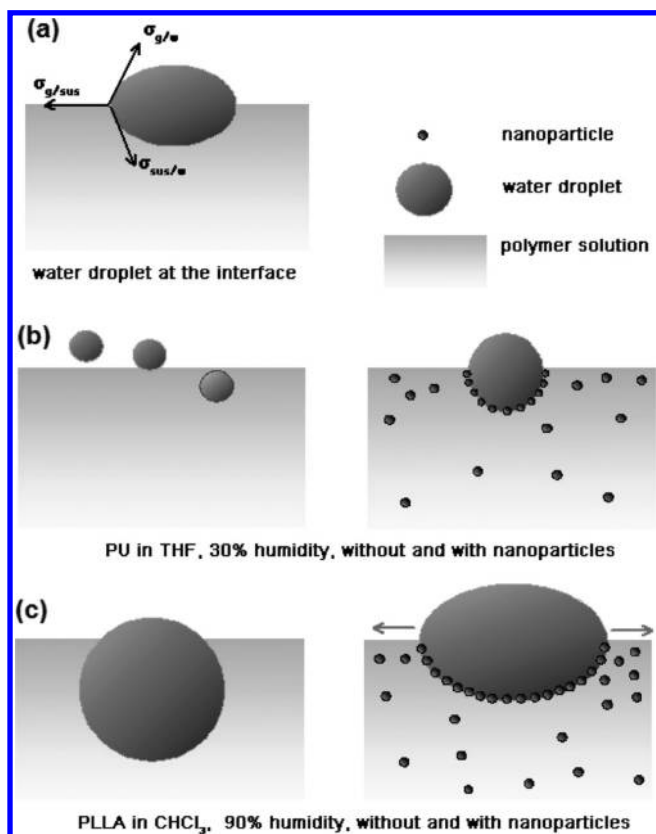 (a)
σg/w
σg/sus
σsus/w
water droplet at the interface
nanoparticle
water droplet
polymer solution
(b)
PU in THF, 30% humidity, without and with nanoparticles
(c)
PLLA in CHCl₃, 90% humidity, without and with nanoparticles